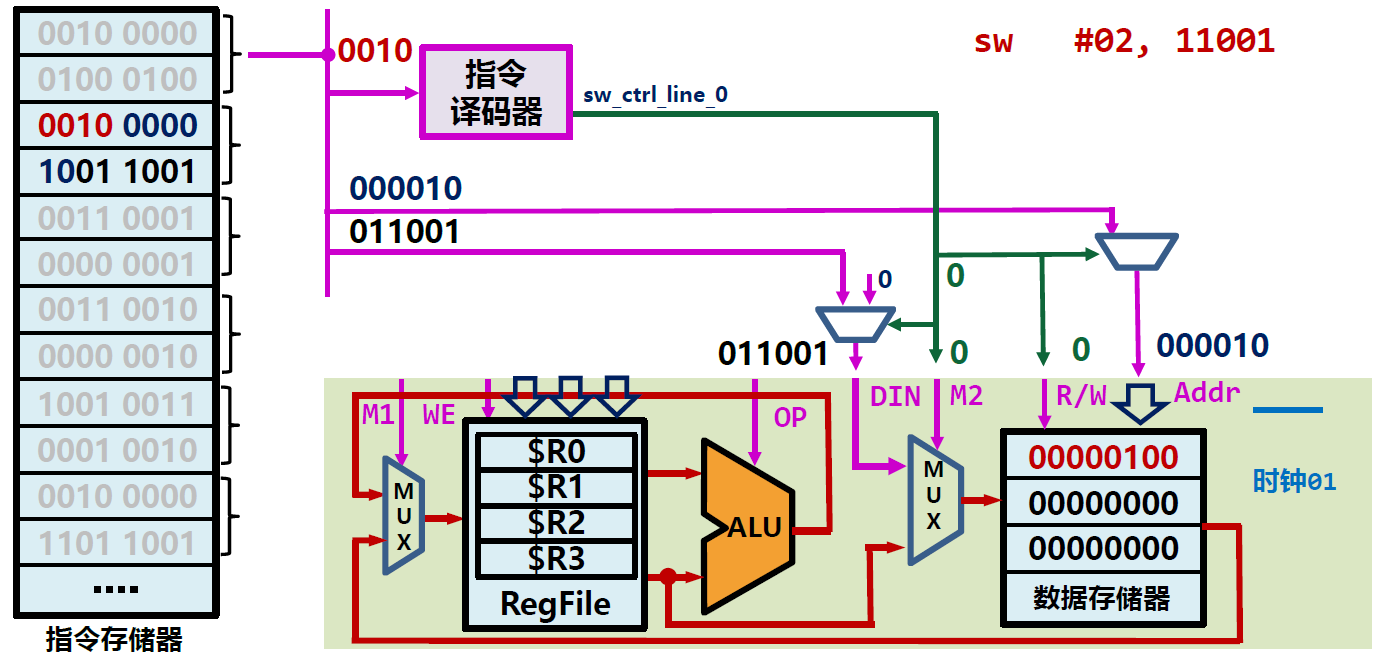 0010 0000
0100 0100
0010 0000
1001 1001
0011 0001
0000 0001
0011 0010
0000 0010
1001 0011
0001 0010
0010 0000
1101 1001
....
指令存储器
0010
指令
译码器
sw_ctrl_line_0
sw #02, 11001
000010
011001
0
0
011001
0
0
000010
M1
WE
OP
DIN
M2
R/W
Addr
MUX
$R0
$R1
$R2
$R3
RegFile
ALU
MUX
00000100
00000000
00000000
数据存储器
时钟01